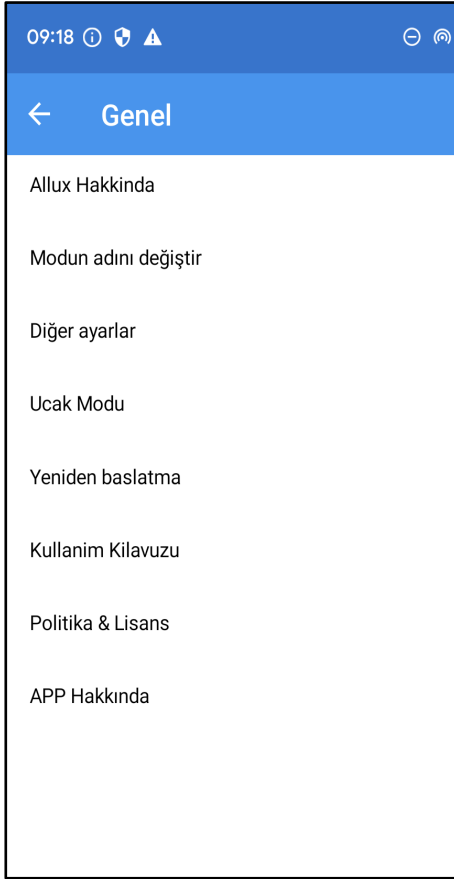 09:18
Genel
Allux Hakkinda
Modun adını değiştir
Diğer ayarlar
Ucak Modu
Yeniden baslatma
Kullanim Kilavuzu
Politika & Lisans
APP Hakkında